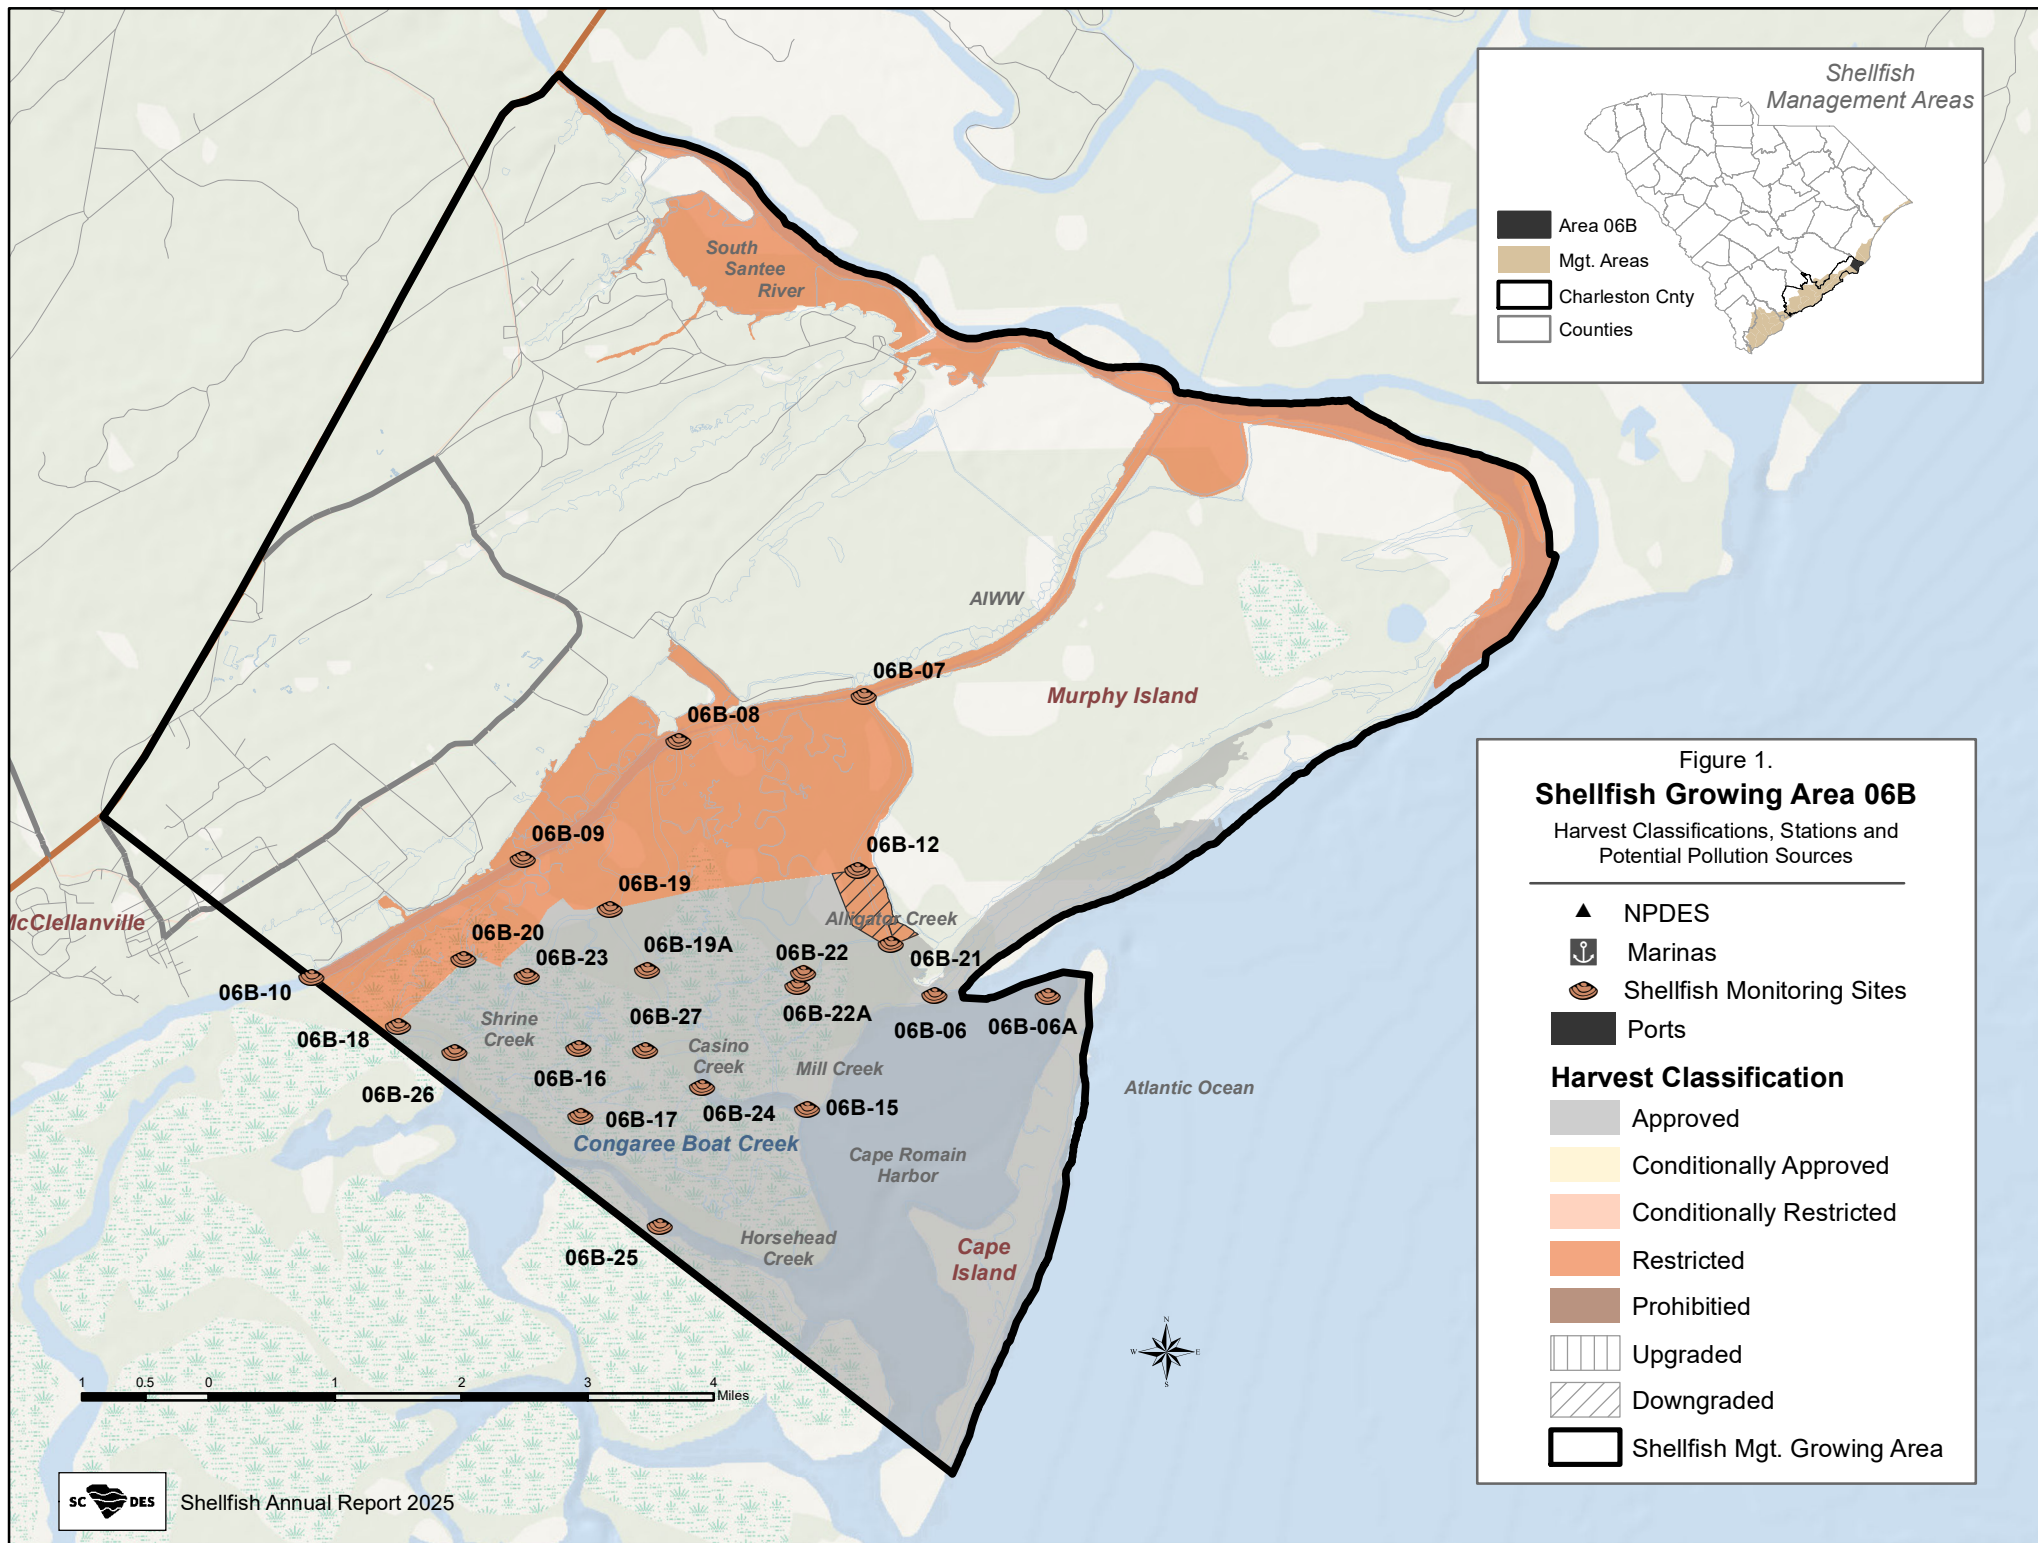 Shellfish
Management Areas
Area 06B
Mgt. Areas
Charleston Cnty
Counties
South
Santee
River
AIWW
06B-07
Murphy Island
06B-08
06B-09
06B-12
06B-19
McClellanville
Alligator Creek
06B-20
06B-23
06B-19A
06B-22
06B-21
06B-10
06B-22A
06B-06
06B-06A
06B-18
Shrine
Creek
06B-27
Casino
Creek
Mill Creek
06B-16
06B-26
06B-17
06B-24
06B-15
Atlantic Ocean
Congaree Boat Creek
Cape Romain
Harbor
06B-25
Horsehead
Creek
Cape
Island
N
W
E
S
1 0.5 0 1 2 3 4
Miles
SC DES
Shellfish Annual Report 2025
Figure 1.
Shellfish Growing Area 06B
Harvest Classifications, Stations and
Potential Pollution Sources
NPDES
Marinas
Shellfish Monitoring Sites
Ports
Harvest Classification
Approved
Conditionally Approved
Conditionally Restricted
Restricted
Prohibitied
Upgraded
Downgraded
Shellfish Mgt. Growing Area